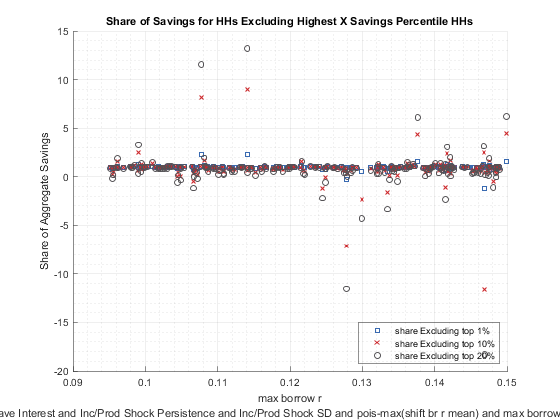 Share of Savings for HHs Excluding Highest X Savings Percentile HHs
Share of Aggregate Savings
15
10
5
0
-5
-10
-15
-20
0.09
0.1
0.11
0.12
0.13
0.14
0.15
share Excluding top 1%
share Excluding top 10%
share Excluding top 20%
max borrow r
ave Interest and Inc/Prod Shock Persistence and Inc/Prod Shock SD and pois-max(shift br r mean) and max borrow